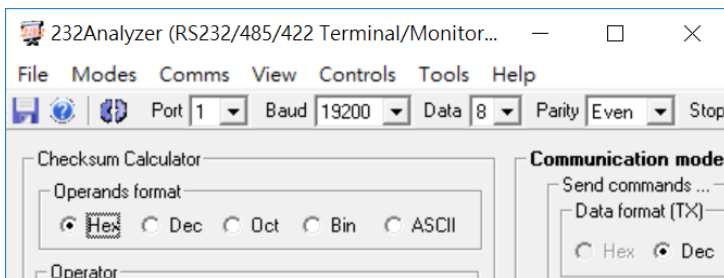 232Analyzer (RS232/485/422 Terminal/Monitor...
File Modes Comms View Controls Tools Help
Port 1 Baud 19200 Data 8 Parity Even Stop
Checksum Calculator
Communication mode
Operands format
Send commands ...
Data format (TX)
Hex Dec Oct Bin ASCII
Hex Dec
Operator